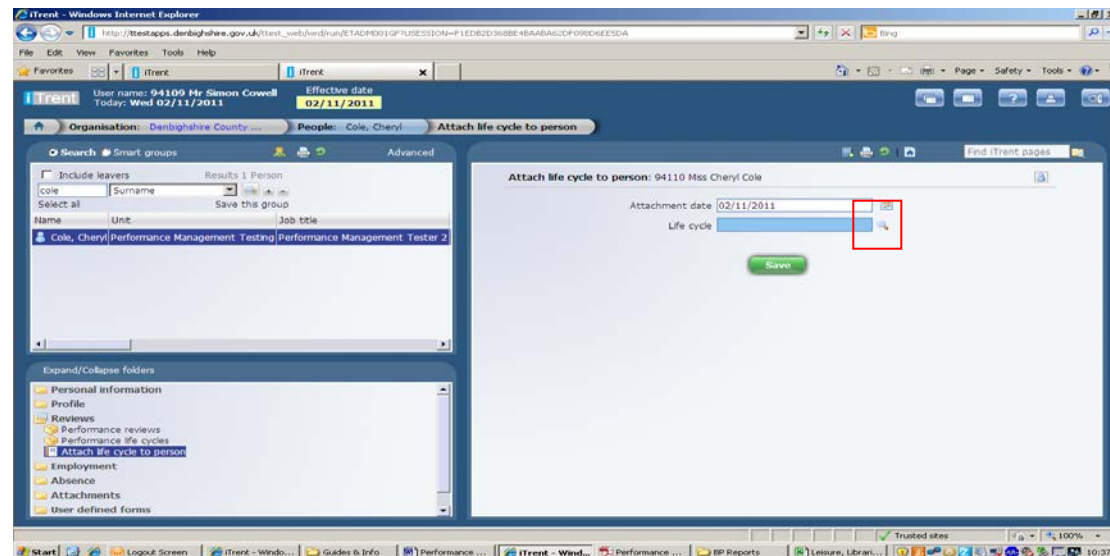 iTrent - Windows Internet Explorer
http://ttestapps.denbighshire.gov.uk/ttest_web/wrd/run/ETADM001GF?USESSION=
Bing
File Edit View Favorites Tools Help
Favorites iTrent iTrent Page Safety Tools
iTrent User name: 94109 Mr Simon Cowell Effective date
Today: Wed 02/11/2011 02/11/2011
Organisation: Denbighshire County ... People: Cole, Cheryl Attach life cycle to person
Search Smart groups Advanced
Find iTrent pages
Include leavers Results 1 Person
cole Surname
Select all Save this group
Name Unit Job title
Cole, Cheryl Performance Management Testing Performance Management Tester 2
Attach life cycle to person: 94110 Miss Cheryl Cole
Attachment date 02/11/2011
Life cycle
Save
Expand/Collapse folders
Personal information
Profile
Reviews
Performance reviews
Performance life cycles
Attach life cycle to person
Employment
Absence
Attachments
User defined forms
Trusted sites 100%
Start Logout Screen iTrent - Windo... Guides & Info Performance ... iTrent - Wind... Performance ... BP Reports Leisure, Librari...